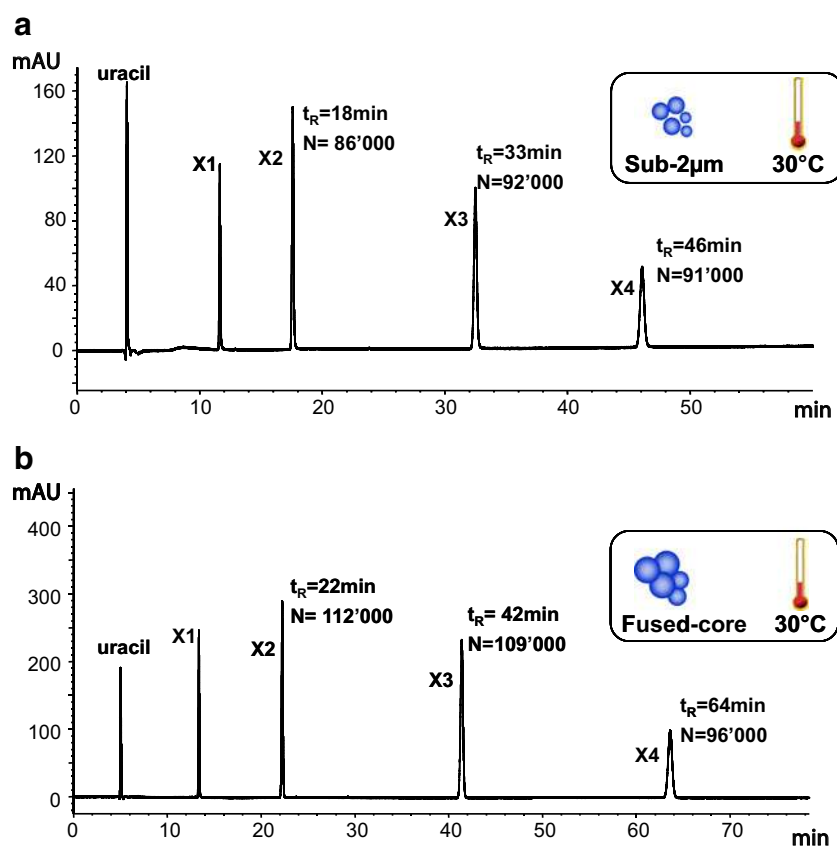 a
mAU
160
120
80
40
0
uracil
X1
X2
tR=18min
N= 86’000
X3
tR=33min
N=92’000
X4
tR=46min
N=91’000
Sub-2µm 30°C
0 10 20 30 40 50 min
b
mAU
400
300
200
100
0
uracil
X1
X2
tR=22min
N= 112’000
X3
tR= 42min
N=109’000
X4
tR=64min
N=96’000
Fused-core 30°C
0 10 20 30 40 50 60 70 min